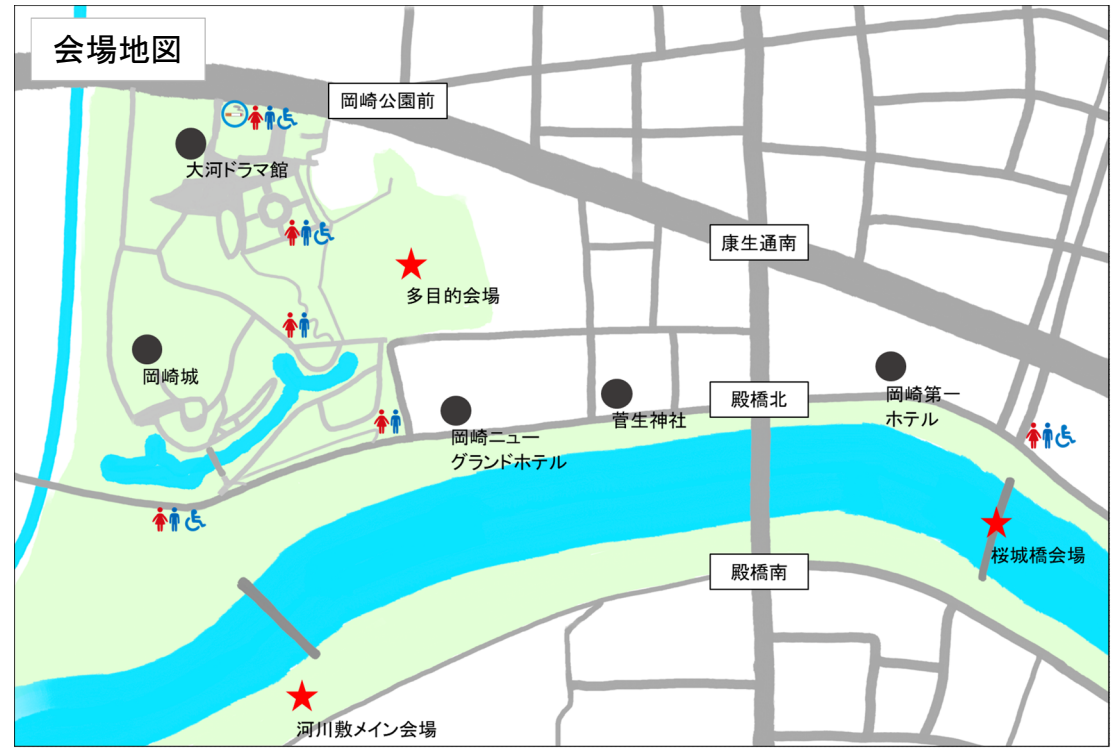 会場地図
岡崎公園前
大河ドラマ館
康生通南
多目的会場
岡崎城
殿橋北
岡崎第一
ホテル
菅生神社
岡崎ニュー
グランドホテル
桜城橋会場
殿橋南
河川敷メイン会場